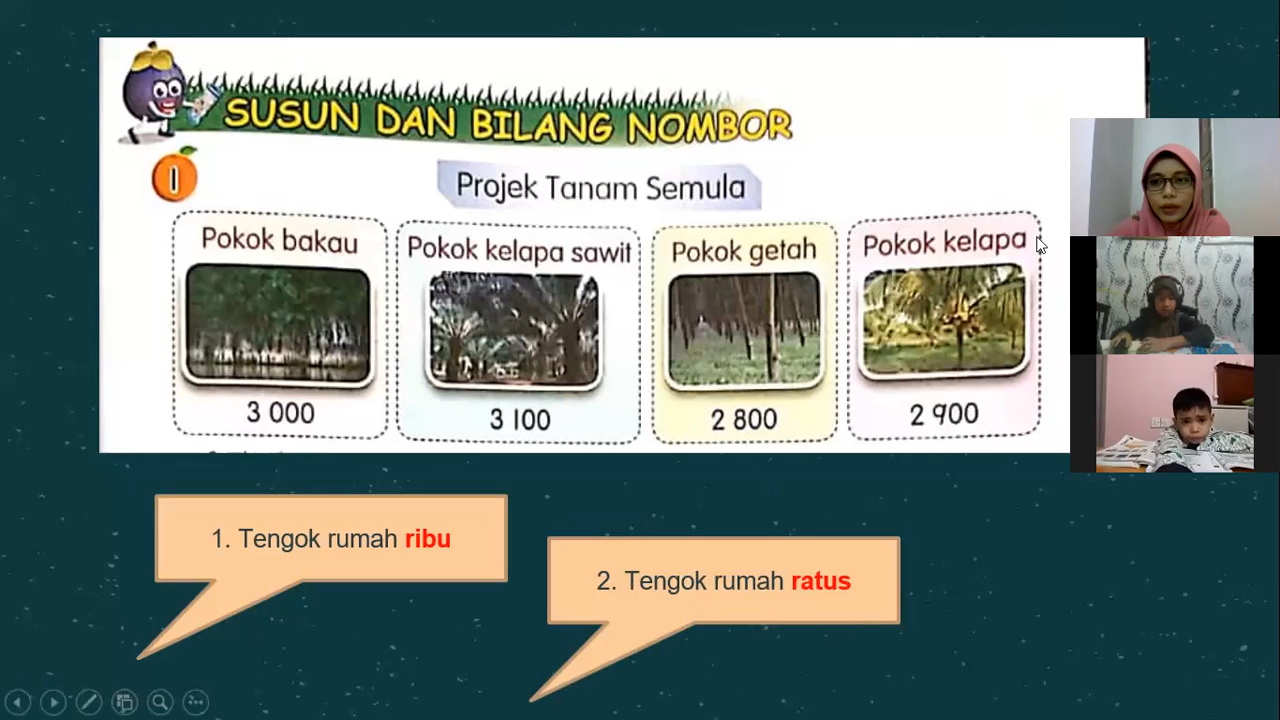 SUSUN DAN BILANG NOMBOR
1
Projek Tanam Semula
Pokok bakau
3 000
Pokok kelapa sawit
3 100
Pokok getah
2 800
Pokok kelapa
2 900
1. Tengok rumah ribu
2. Tengok rumah ratus